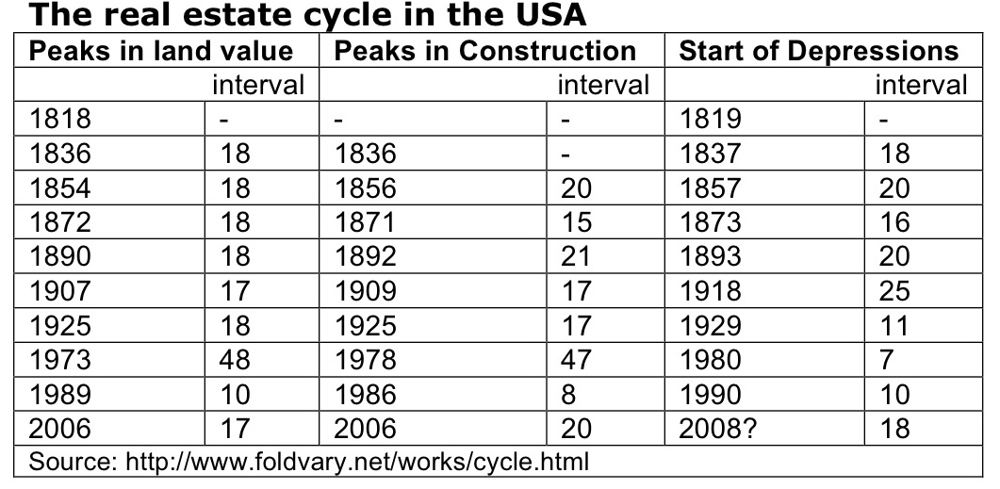 The real estate cycle in the USA
Peaks in land value Peaks in Construction Start of Depressions
interval interval interval
1818 - - - 1819 -
1836 18 1836 - 1837 18
1854 18 1856 20 1857 20
1872 18 1871 15 1873 16
1890 18 1892 21 1893 20
1907 17 1909 17 1918 25
1925 18 1925 17 1929 11
1973 48 1978 47 1980 7
1989 10 1986 8 1990 10
2006 17 2006 20 2008? 18
Source: http://www.foldvary.net/works/cycle.html